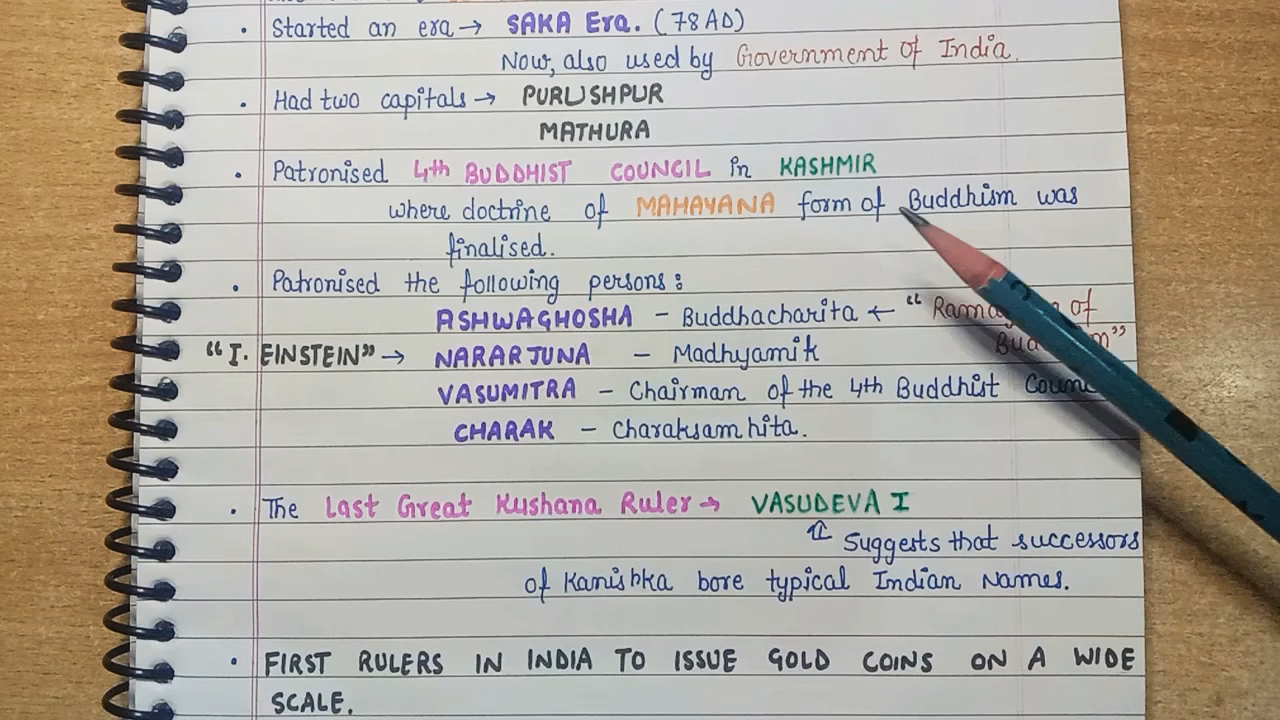 • Started an era → SAKA Era. (78 AD)
Now, also used by Government of India.
• Had two capitals → PURUSHPUR
MATHURA
• Patronised 4th BUDDHIST COUNCIL in KASHMIR
where doctrine of MAHAYANA form of Buddhism was
finalised.
• Patronised the following persons:
ASHWAGHOSHA – Buddhacharita ← " of
"I. EINSTEIN" → NARARJUNA – Madhyamik
VASUMITRA – Chairman of the 4th Buddhist
CHARAK – Charaksamhita.
• The Last Great Kushana Ruler → VASUDEVA I
⇑ Suggests that successors
of Kanishka bore typical Indian Names.
• FIRST RULERS IN INDIA TO ISSUE GOLD COINS ON A WIDE
SCALE.